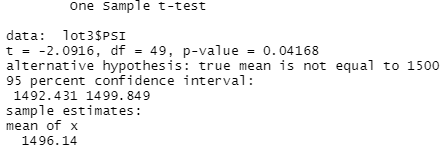 One Sample t-test
data: lot3$PSI
t = -2.0916, df = 49, p-value = 0.04168
alternative hypothesis: true mean is not equal to 1500
95 percent confidence interval:
1492.431 1499.849
sample estimates:
mean of x
1496.14